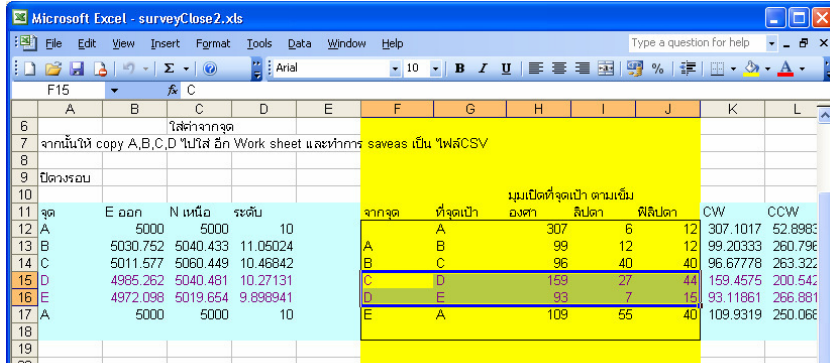 Microsoft Excel - surveyClose2.xls
File Edit View Insert Format Tools Data Window Help Type a question for help
Arial 10 B I U
F15 fx C
A B C D E F G H I J K L
6 ใส่ค่าจากจุด
7 จากนั้นให้ copy A,B,C,D ไปใส่ อีก Work sheet และทำการ saveas เป็น ไฟล์CSV
8
9 ปิดวงรอบ
10 มุมเปิดที่จุดเป้า ตามเข็ม
11 จุด E ออก N เหนือ ระดับ จากจุด ที่จุดเป้า องศา ลิปดา ฟิลิปดา CW CCW
12 A 5000 5000 10 A 307 6 12 307.1017 52.8983
13 B 5030.752 5040.433 11.05024 A B 99 12 12 99.20333 260.796
14 C 5011.577 5060.449 10.46842 B C 96 40 40 96.67778 263.322
15 D 4985.262 5040.481 10.27131 C D 159 27 44 159.4575 200.542
16 E 4972.098 5019.654 9.898941 D E 93 7 15 93.11861 266.881
17 A 5000 5000 10 E A 109 55 40 109.9319 250.068
18
19